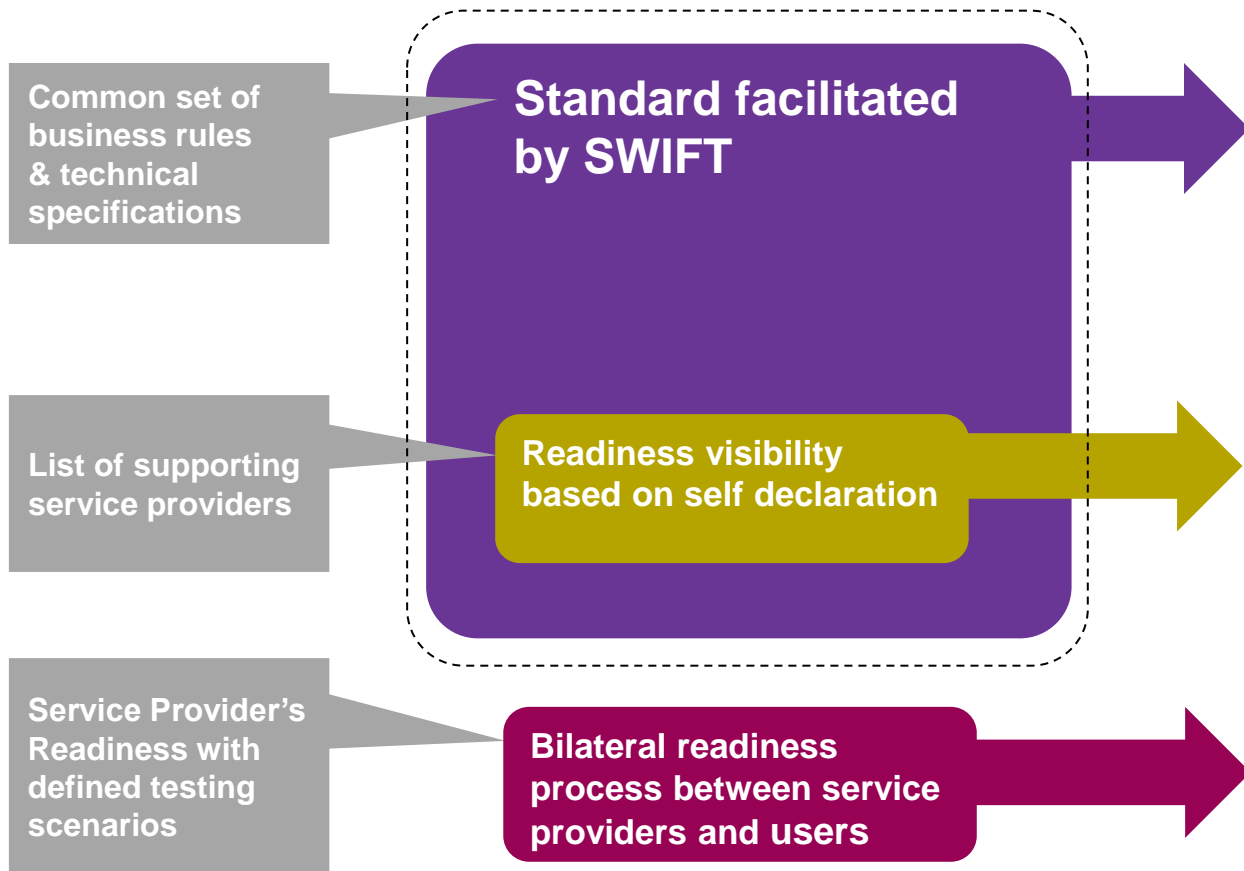 Common set of
business rules
& technical
specifications
Standard facilitated
by SWIFT
List of supporting
service providers
Readiness visibility
based on self declaration
Service Provider’s
Readiness with
defined testing
scenarios
Bilateral readiness
process between service
providers and users